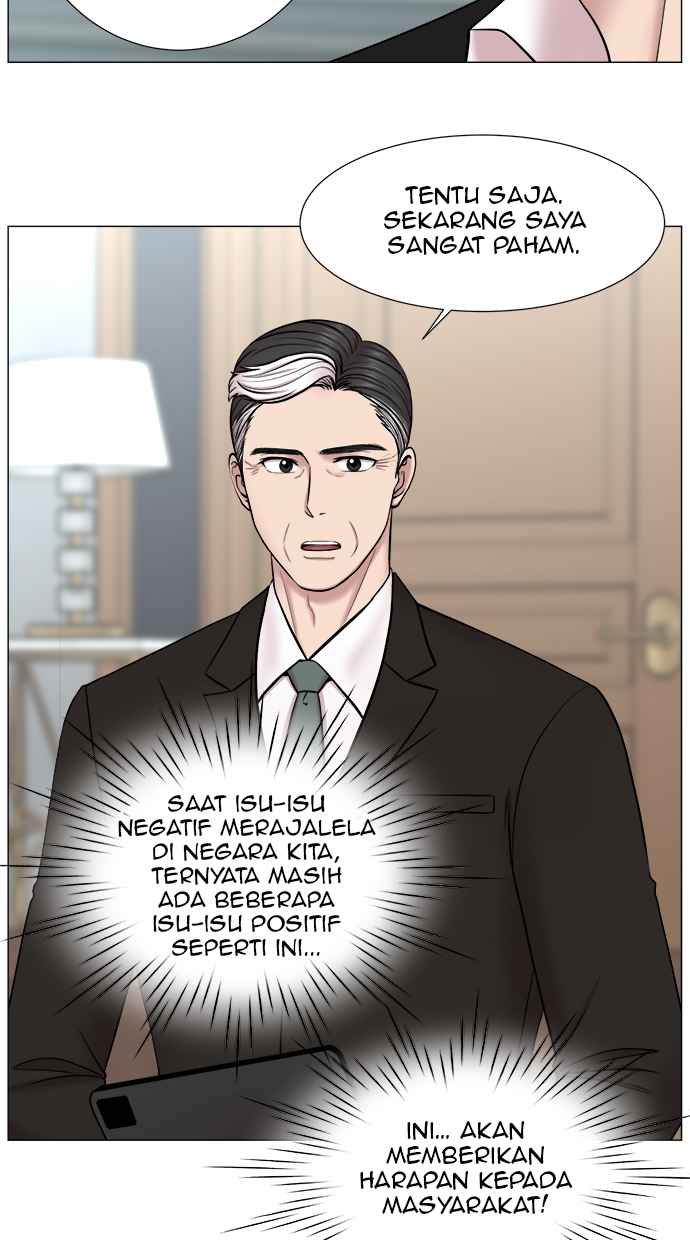 TENTU SAJA.
SEKARANG SAYA
SANGAT PAHAM.
SAAT ISU-ISU
NEGATIF MERAJALELA
DI NEGARA KITA,
TERNYATA MASIH
ADA BEBERAPA
ISU-ISU POSITIF
SEPERTI INI...
INI... AKAN
MEMBERIKAN
HARAPAN KEPADA
MASYARAKAT!